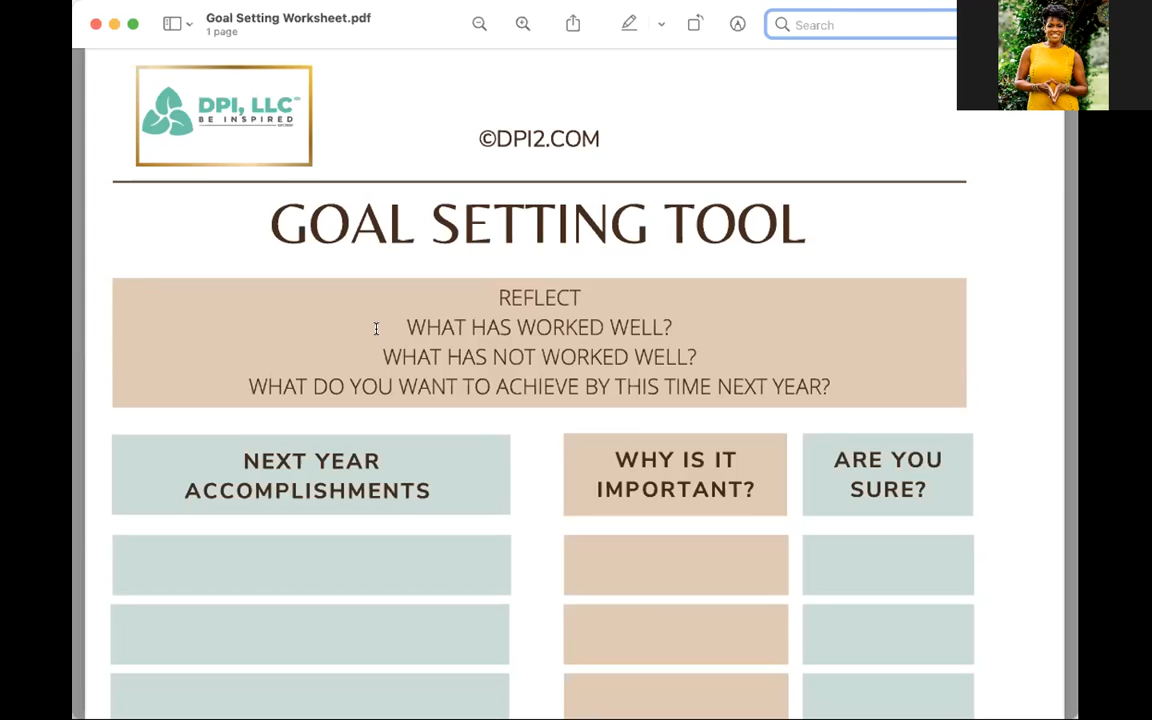 Goal Setting Worksheet.pdf
1 page
Search
DPI, LLC
BE INSPIRED
©DPI2.COM
GOAL SETTING TOOL
REFLECT
WHAT HAS WORKED WELL?
WHAT HAS NOT WORKED WELL?
WHAT DO YOU WANT TO ACHIEVE BY THIS TIME NEXT YEAR?
NEXT YEAR
ACCOMPLISHMENTS
WHY IS IT
IMPORTANT?
ARE YOU
SURE?